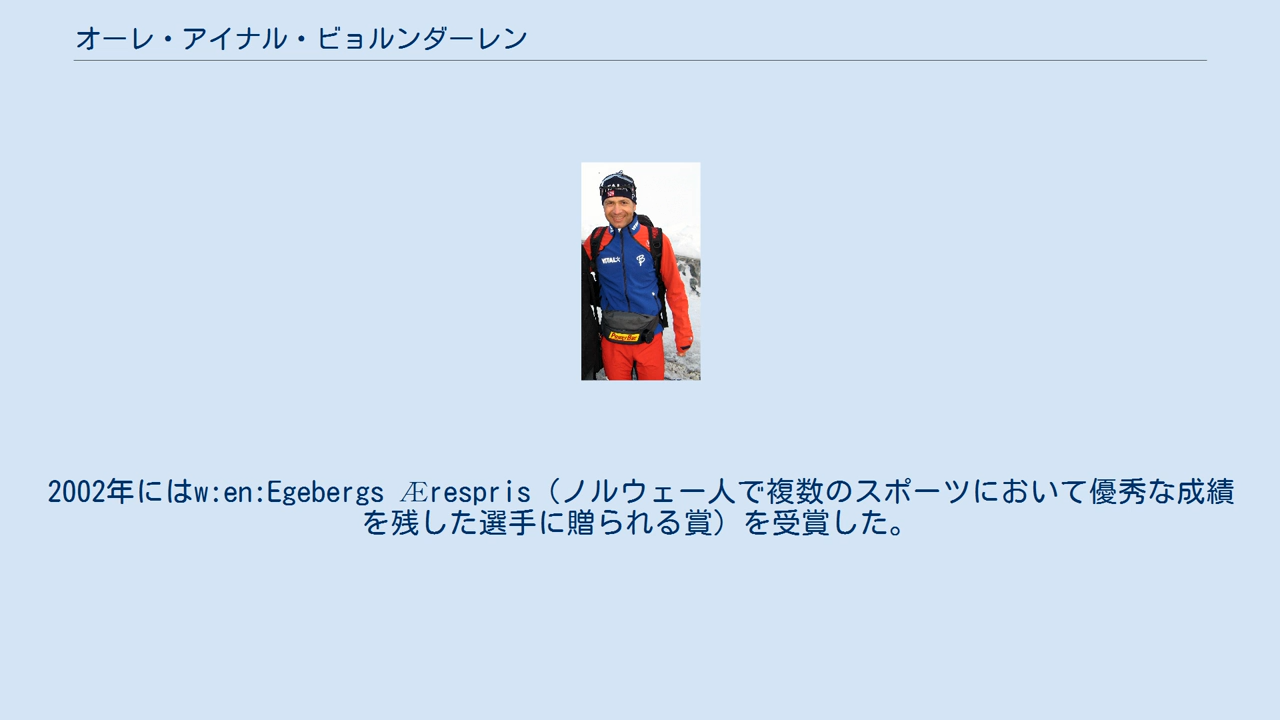 オーレ・アイナル・ビョルンダーレン
VITAL
PowerBar
2002年にはw:en:Egebergs Ærespris（ノルウェー人で複数のスポーツにおいて優秀な成績
を残した選手に贈られる賞）を受賞した。